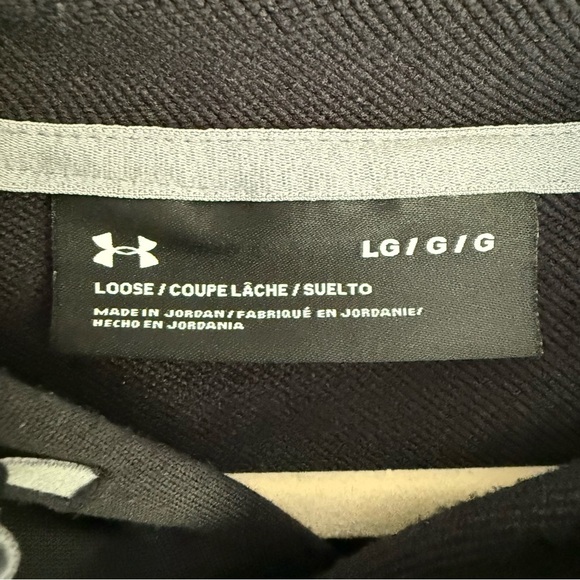 LG / G / G
LOOSE / COUPE LÂCHE / SUELTO
MADE IN JORDAN / FABRIQUÉ EN JORDANIE /
HECHO EN JORDANIA